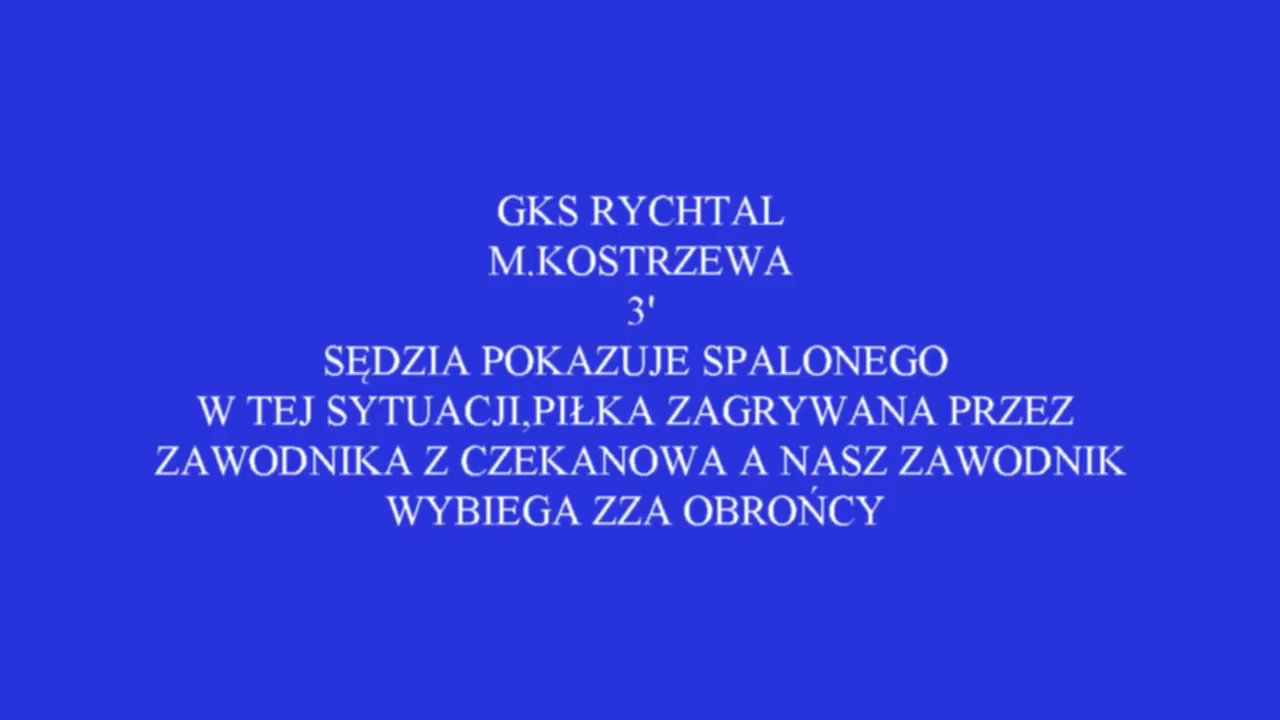 GKS RYCHTAL
M.KOSTRZEWA
3'
SĘDZIA POKAZUJE SPALONEGO
W TEJ SYTUACJI,PIŁKA ZAGRYWANA PRZEZ
ZAWODNIKA Z CZEKANOWA A NASZ ZAWODNIK
WYBIEGA ZZA OBROŃCY